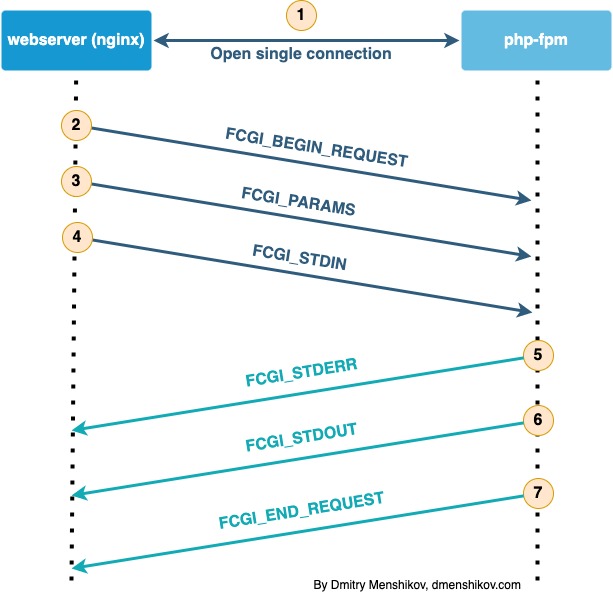 1
webserver (nginx)
php-fpm
Open single connection
2
FCGI_BEGIN_REQUEST
3
FCGI_PARAMS
4
FCGI_STDIN
5
FCGI_STDERR
6
FCGI_STDOUT
7
FCGI_END_REQUEST
By Dmitry Menshikov, dmenshikov.com